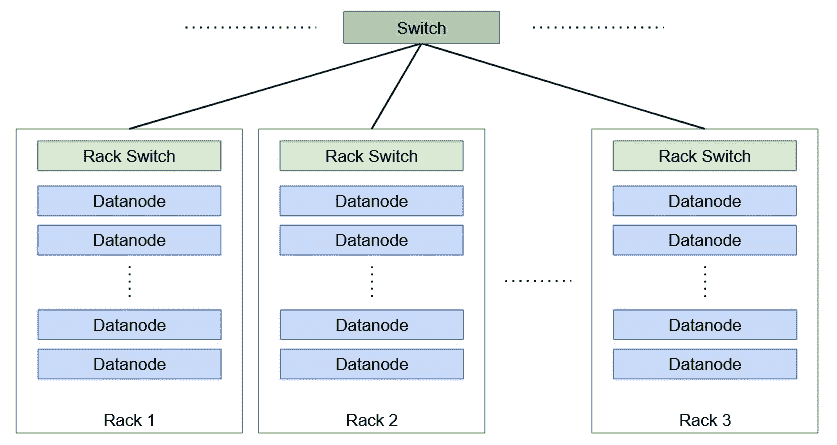 Switch
Rack Switch
Datanode
Datanode
Datanode
Datanode
Rack 1
Rack Switch
Datanode
Datanode
Datanode
Datanode
Rack 2
Rack Switch
Datanode
Datanode
Datanode
Datanode
Rack 3